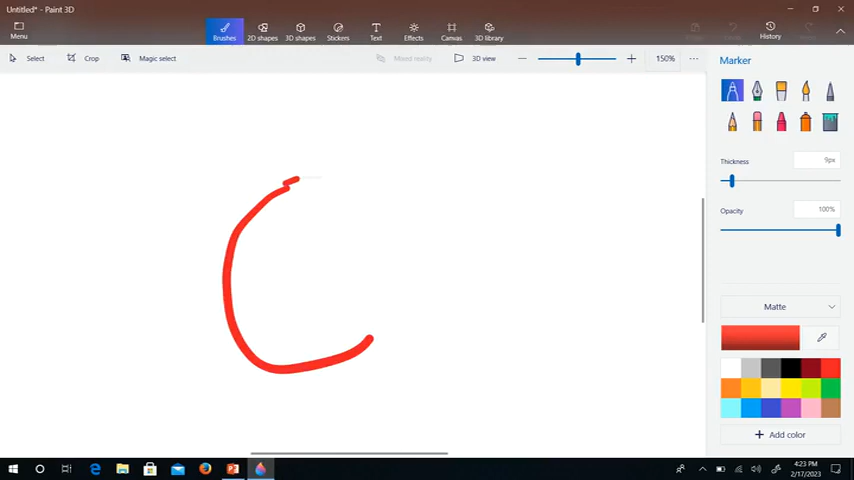 Untitled* - Paint 3D
Menu
Brushes
2D shapes
3D shapes
Stickers
Text
Effects
Canvas
3D library
History
Select
Crop
Magic select
Mixed reality
3D view
150%
Marker
Thickness
9px
Opacity
100%
Matte
Add color
4:23 PM
2/17/2023